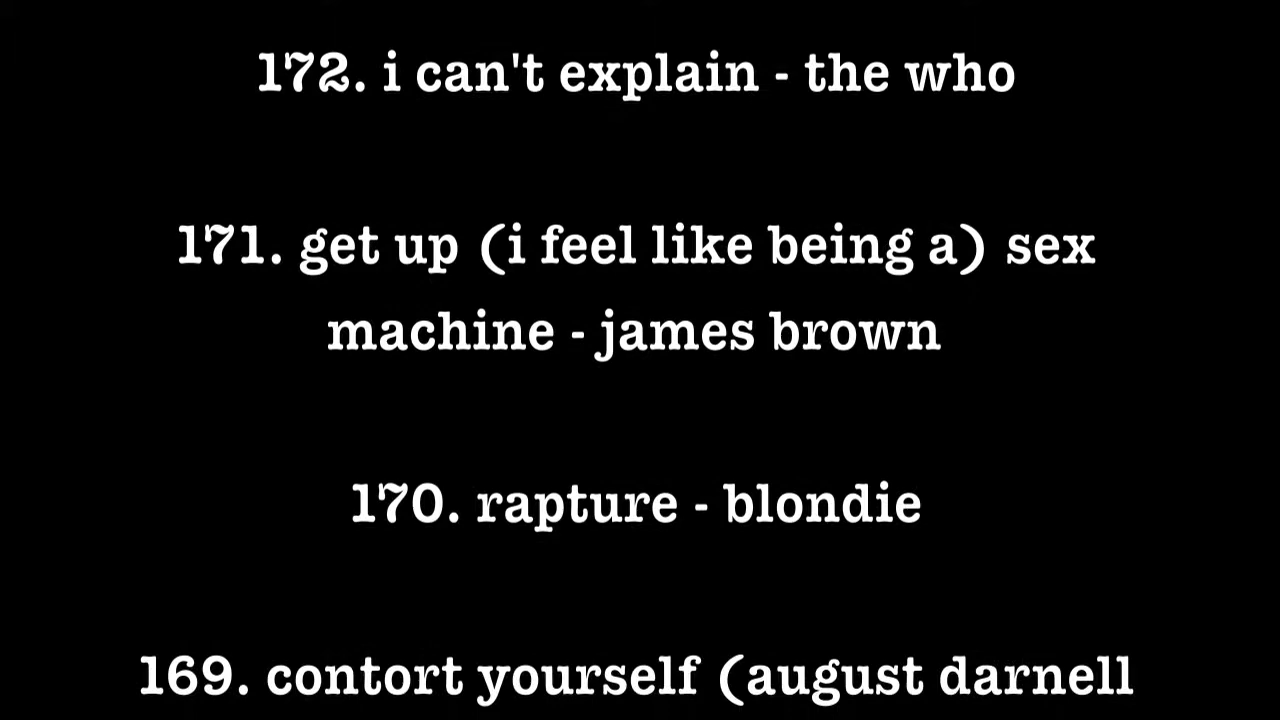 172. i can't explain - the who
171. get up (i feel like being a) sex
machine - james brown
170. rapture - blondie
169. contort yourself (august darnell